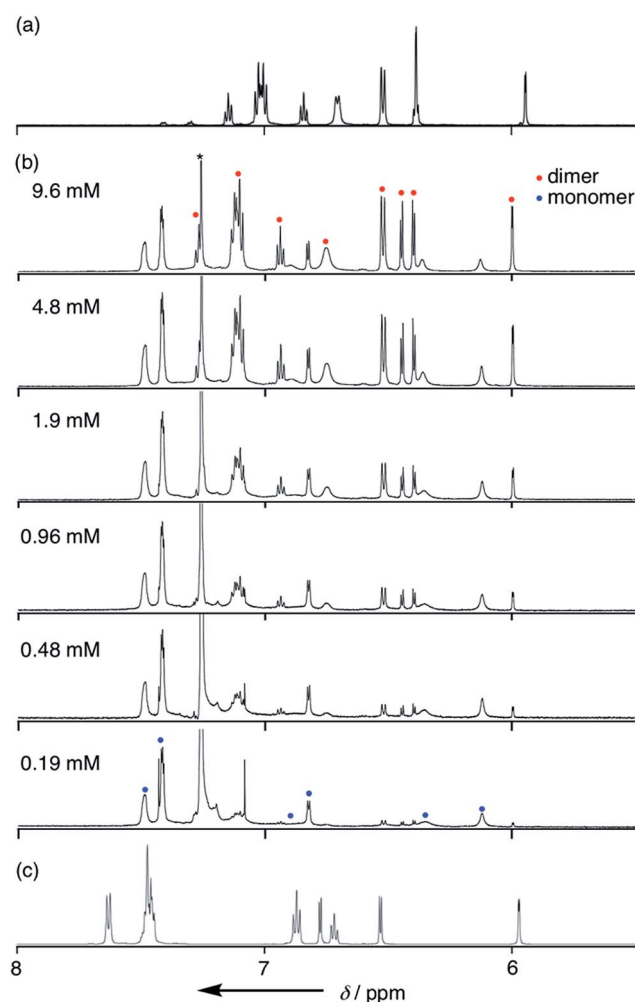 (a)
(b)
*
9.6 mM
dimer
monomer
4.8 mM
1.9 mM
0.96 mM
0.48 mM
0.19 mM
(c)
8 7 6
δ / ppm